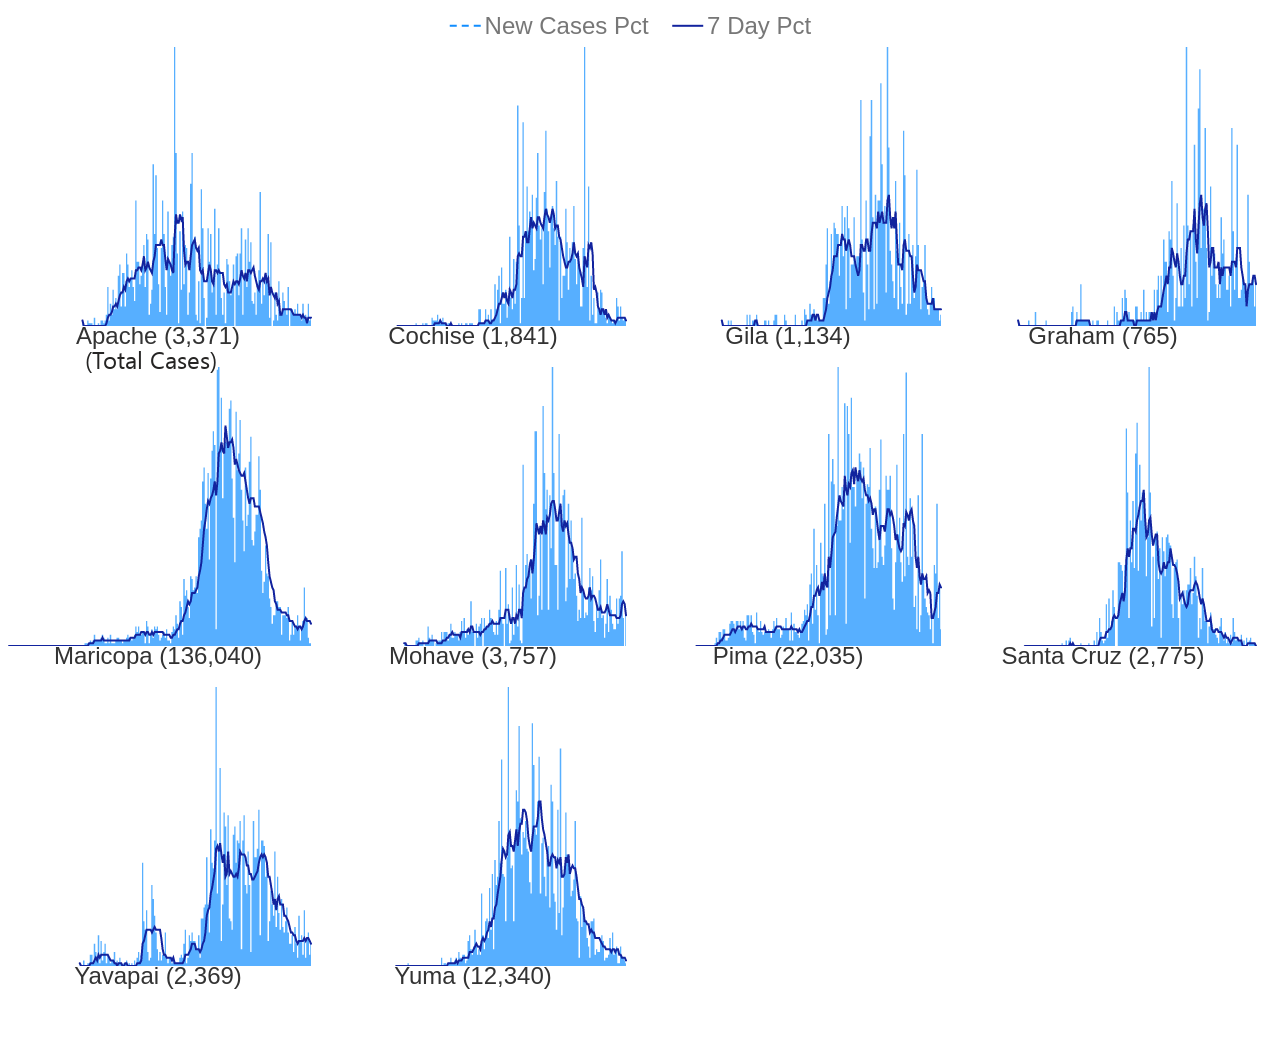 New Cases Pct 7 Day Pct
Apache (3,371) Cochise (1,841) Gila (1,134) Graham (765)
(Total Cases)
Maricopa (136,040) Mohave (3,757) Pima (22,035) Santa Cruz (2,775)
Yavapai (2,369) Yuma (12,340)